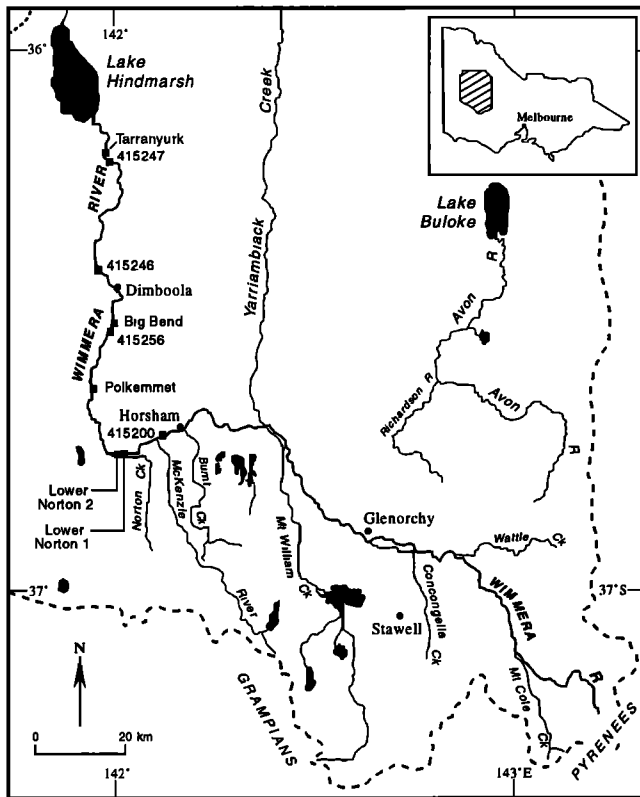 142°
36°
Lake
Hindmarsh
Creek
Melbourne
Tarranyurk
415247
RIVER
Lake
Buloke
R
415246
Dimboola
Yarriambiack
Avon
Big Bend
415256
WIMMERA
Polkemmet
Richardson R
Avon
R
Horsham
415200
Lower
Norton 2
Lower
Norton 1
Norton Ck
McKenzie
River
Burnt
Ck
Mt William
Ck
Glenorchy
Wattle Ck
Concongella
Ck
Stawell
WIMMERA
R
37°
37°S
Mt Cole
Ck
N
GRAMPIANS
PYRENEES
0 20 km
142°
143°E